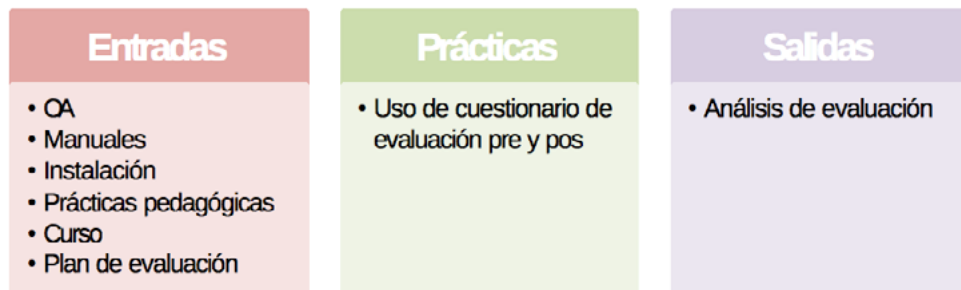 Entradas
• OA
• Manuales
• Instalación
• Prácticas pedagógicas
• Curso
• Plan de evaluación
Prácticas
• Uso de cuestionario de
evaluación pre y pos
Salidas
• Análisis de evaluación